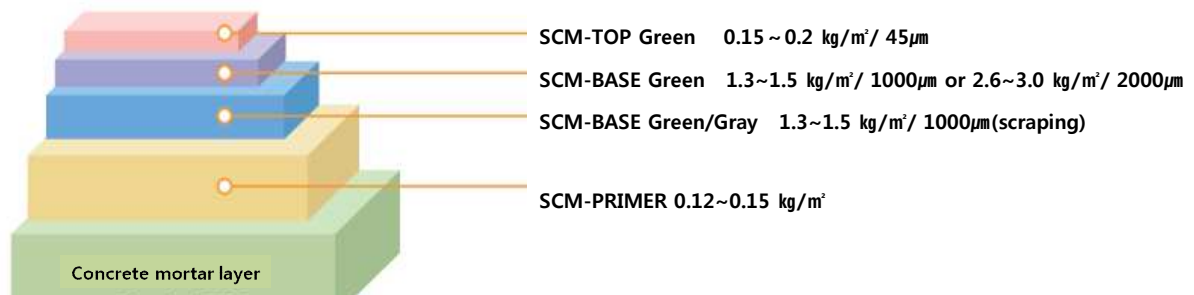 SCM-TOP Green 0.15 ~ 0.2 ㎏/㎡/ 45㎛
SCM-BASE Green 1.3~1.5 ㎏/㎡/ 1000㎛ or 2.6~3.0 ㎏/㎡/ 2000㎛
SCM-BASE Green/Gray 1.3~1.5 ㎏/㎡/ 1000㎛(scraping)
SCM-PRIMER 0.12~0.15 ㎏/㎡
Concrete mortar layer